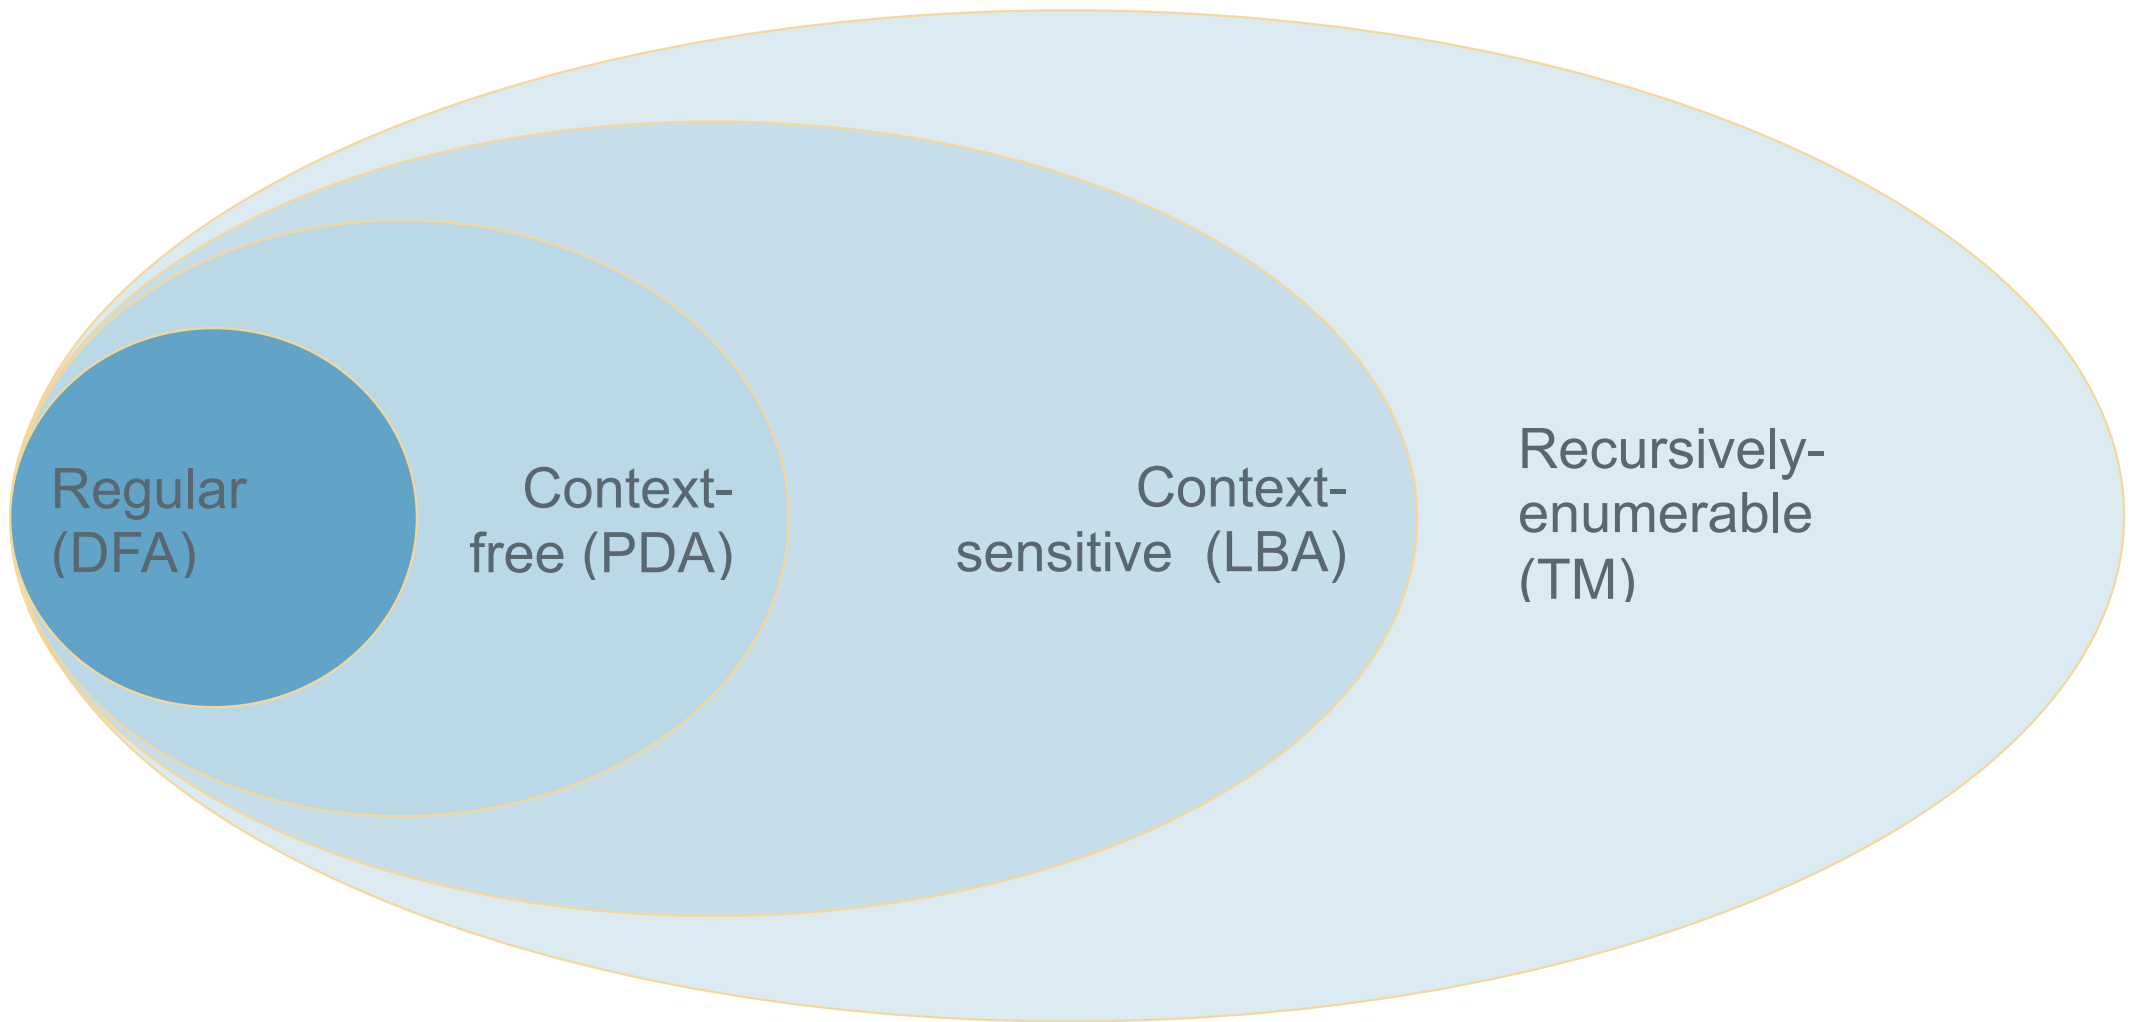 Regular
(DFA)
Context-
free (PDA)
Context-
sensitive  (LBA)
Recursively-
enumerable
(TM)